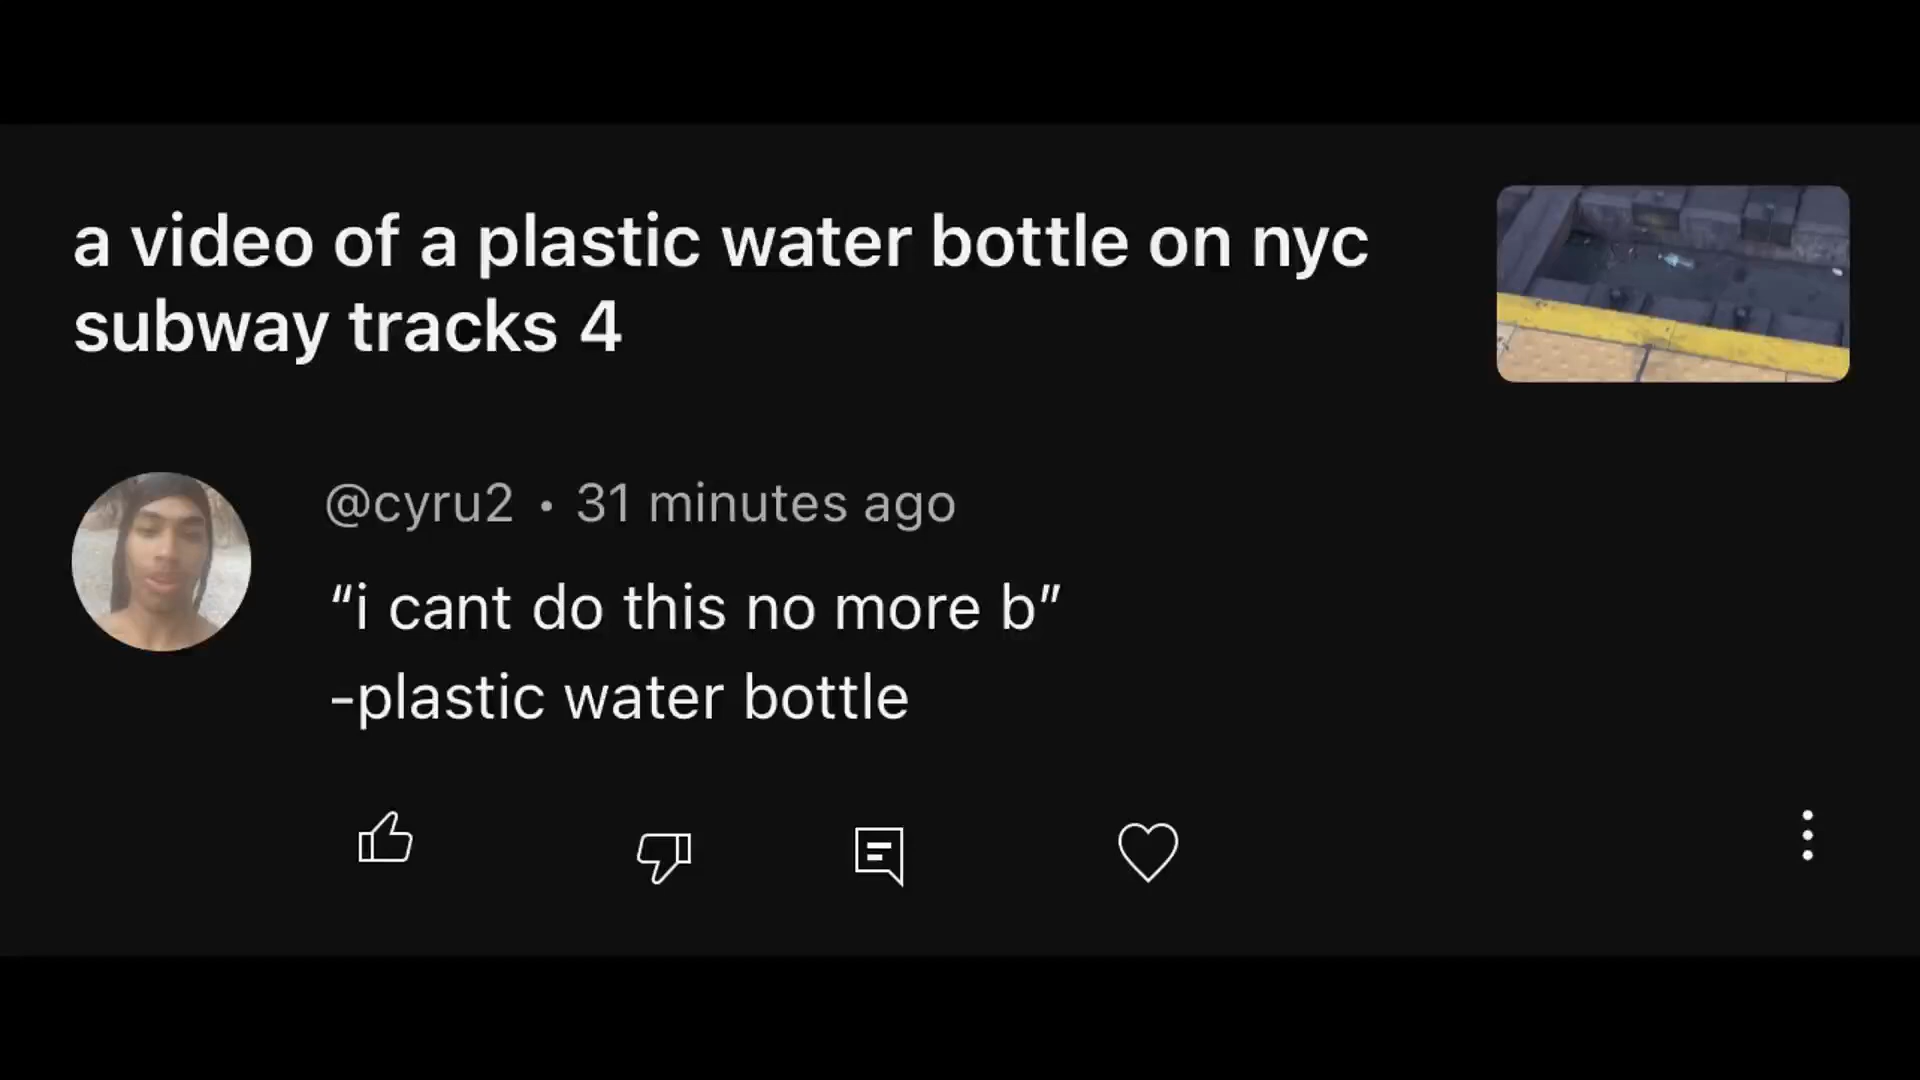 a video of a plastic water bottle on nyc
subway tracks 4
@cyru2 • 31 minutes ago
“i cant do this no more b”
-plastic water bottle